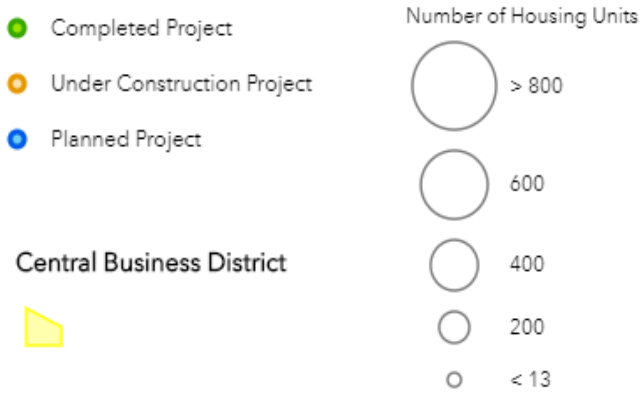 Completed Project
Under Construction Project
Planned Project
Central Business District
Number of Housing Units
> 800
600
400
200
< 13